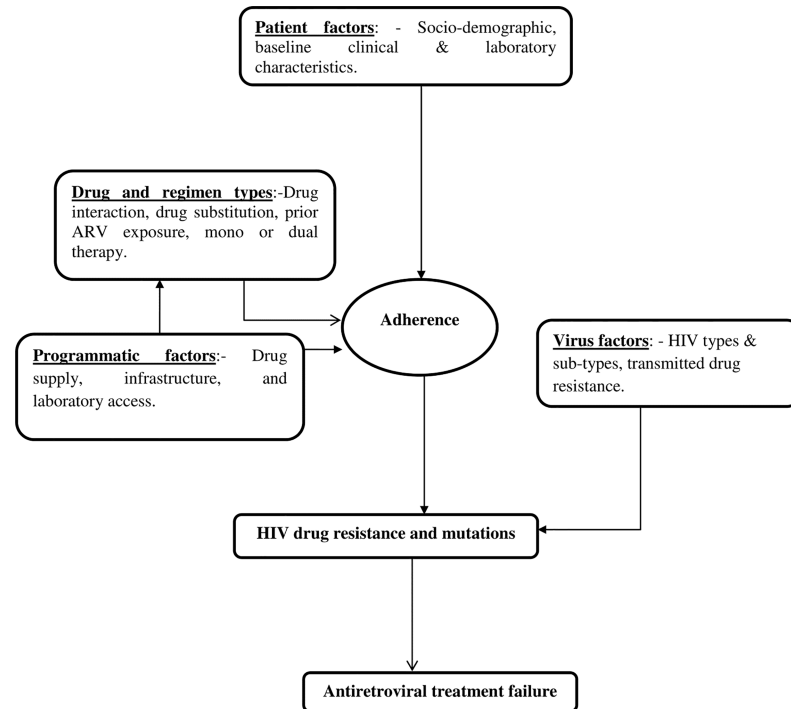 Patient factors: - Socio-demographic,
baseline clinical & laboratory
characteristics.
Drug and regimen types:-Drug
interaction, drug substitution, prior
ARV exposure, mono or dual
therapy.
Adherence
Programmatic factors:- Drug
supply, infrastructure, and
laboratory access.
Virus factors: - HIV types &
sub-types, transmitted drug
resistance.
HIV drug resistance and mutations
Antiretroviral treatment failure